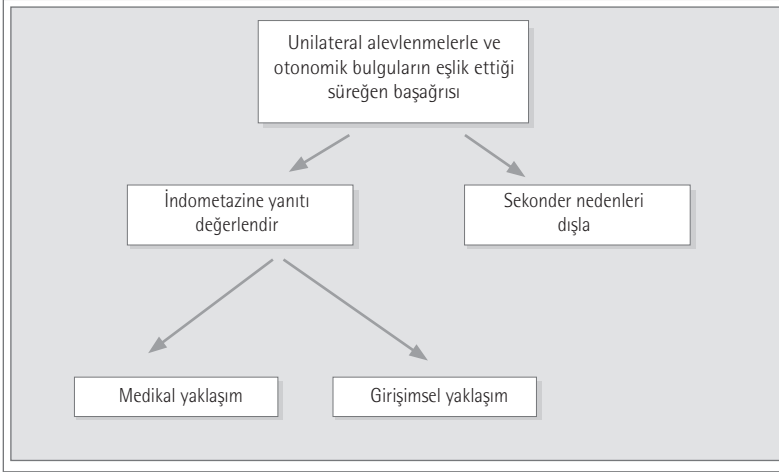 Unilateral alevlenmelerle ve
otonomik bulguların eşlik ettiği
süreğen başağrısı
İndometazine yanıtı
değerlendir
Sekonder nedenleri
dışla
Medikal yaklaşım
Girişimsel yaklaşım